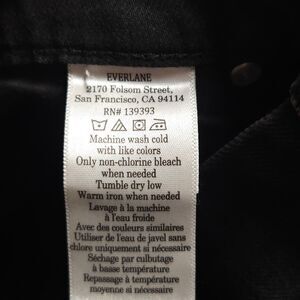 EVERLANE
2170 Folsom Street,
San Francisco, CA 94114
RN# 139393
Machine wash cold
with like colors
Only non-chlorine bleach
when needed
Tumble dry low
Warm iron when needed
Lavage à la machine
à l'eau froide
Avec des couleurs similaires
Utiliser de l'eau de javel sans
chlore uniquement si nécessaire
Séchage par culbutage
à basse température
Repassage à température
moyenne si nécessaire